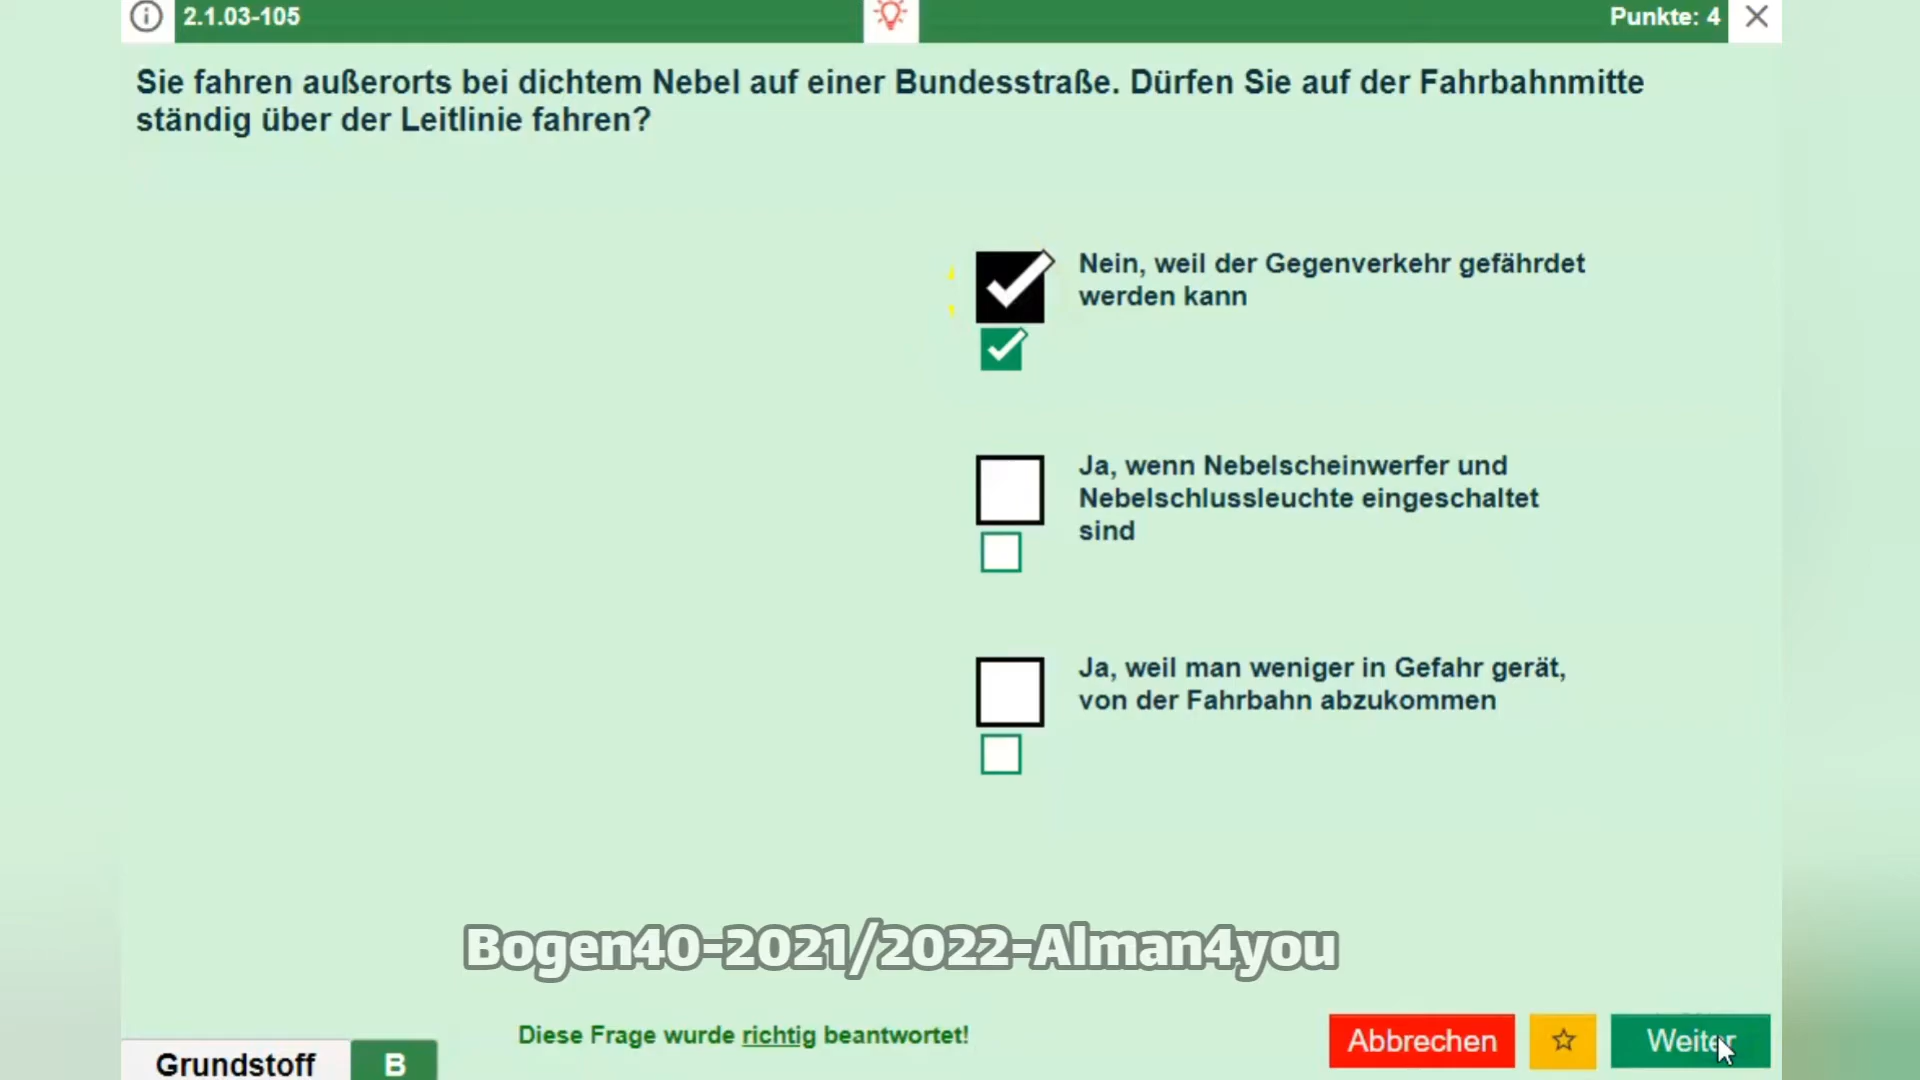 2.1.03-105
Punkte: 4
Sie fahren außerorts bei dichtem Nebel auf einer Bundesstraße. Dürfen Sie auf der Fahrbahnmitte
ständig über der Leitlinie fahren?
Nein, weil der Gegenverkehr gefährdet
werden kann
Ja, wenn Nebelscheinwerfer und
Nebelschlussleuchte eingeschaltet
sind
Ja, weil man weniger in Gefahr gerät,
von der Fahrbahn abzukommen
Bogen40-2021/2022-Alman4you
Diese Frage wurde richtig beantwortet!
Abbrechen
Weiter
Grundstoff
B